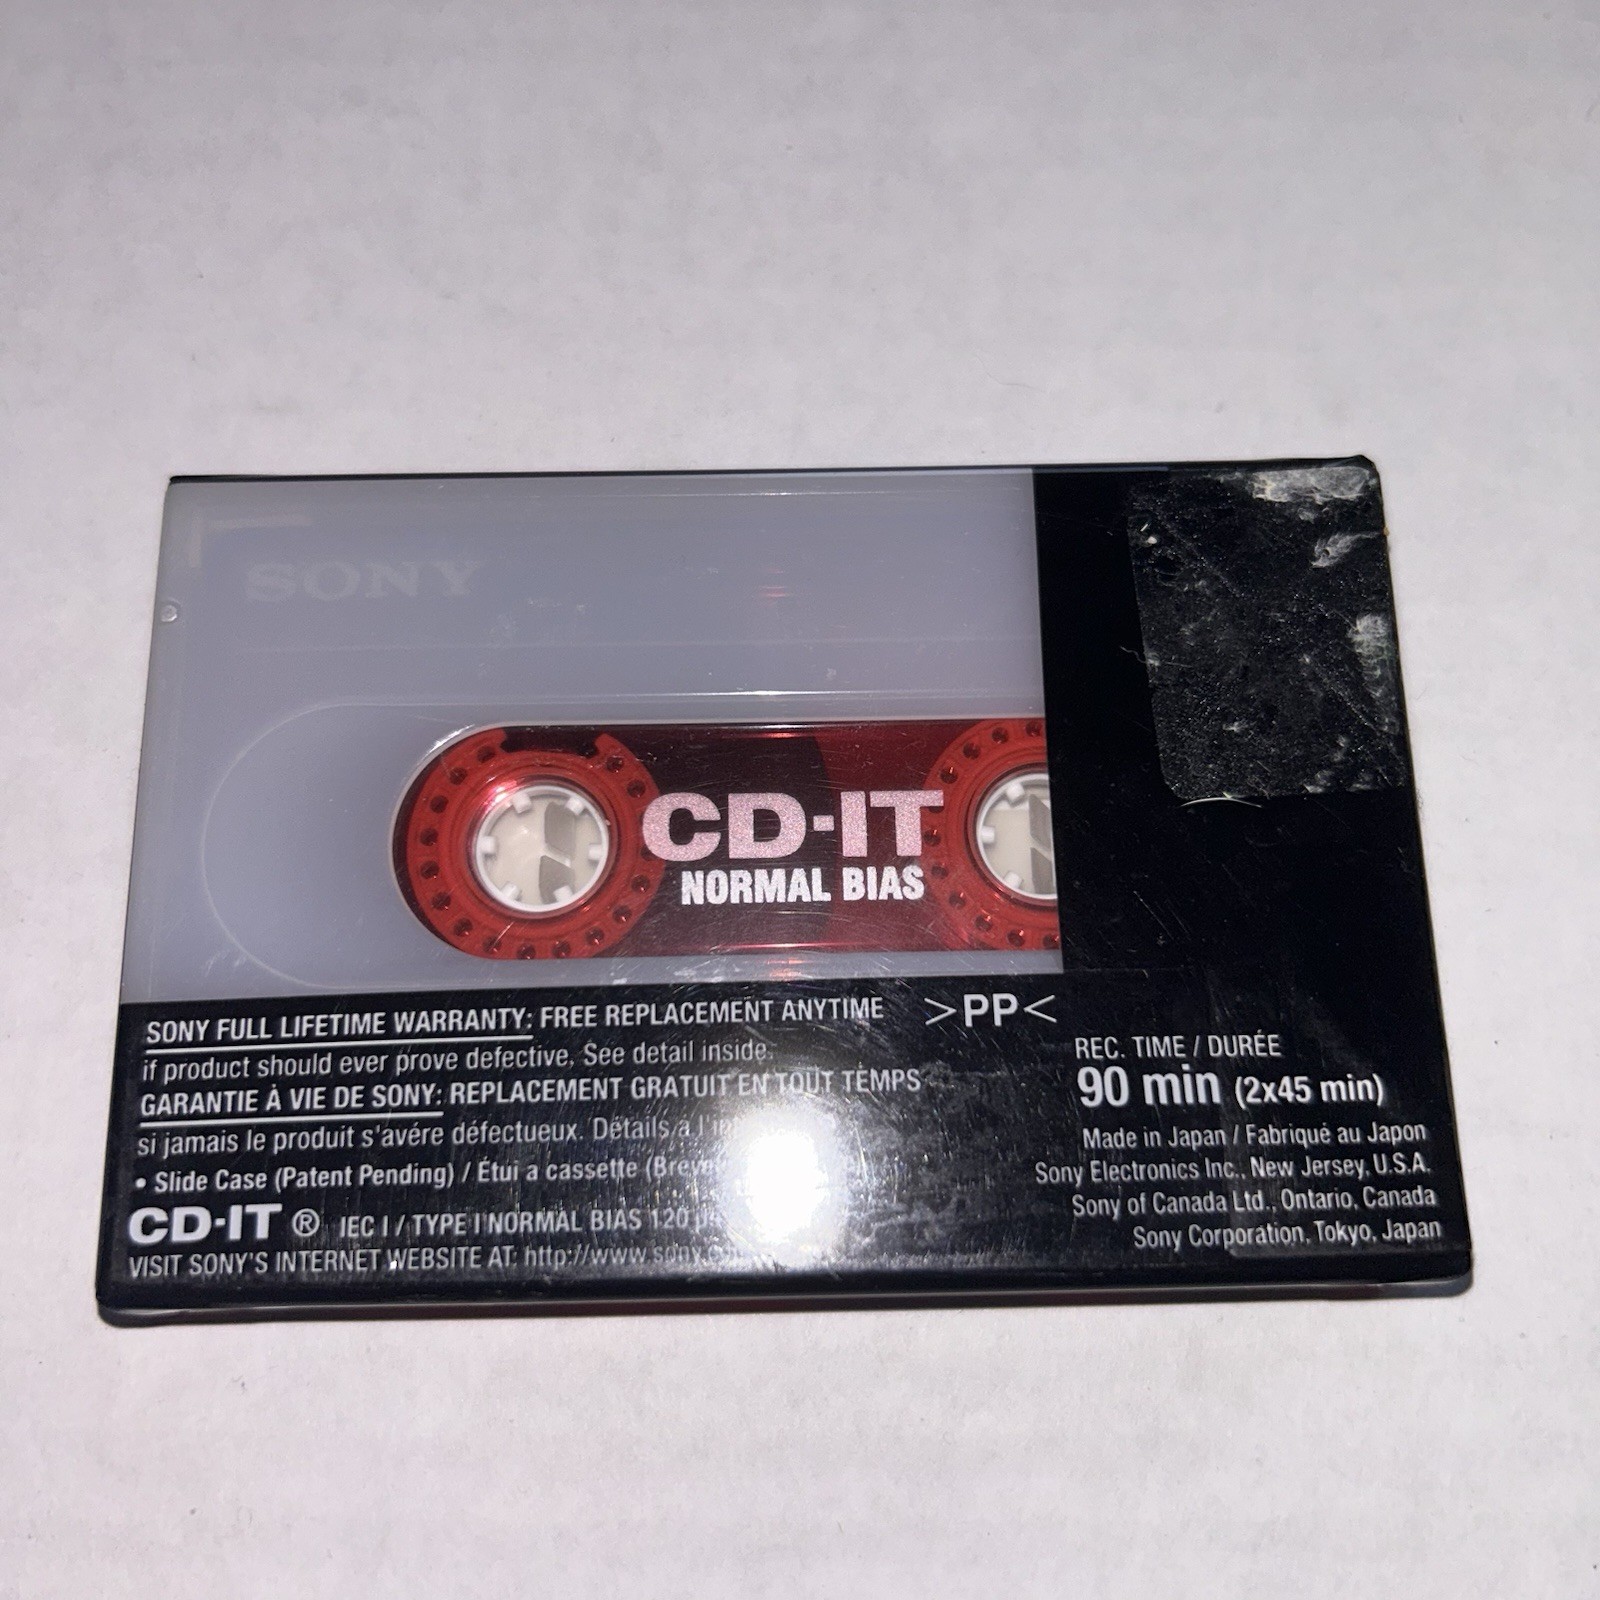 SONY
CD·IT
NORMAL BIAS
SONY FULL LIFETIME WARRANTY: FREE REPLACEMENT ANYTIME
if product should ever prove defective. See detail inside.
GARANTIE À VIE DE SONY: REPLACEMENT GRATUIT EN TOUT TEMPS
si jamais le produit s'avére défectueux. Détails à
• Slide Case (Patent Pending) / Étui a cassette
CD·IT ® IEC I / TYPE I NORMAL BIAS 120
VISIT SONY'S INTERNET WEBSITE AT: http://www.sony.
>PP<
REC. TIME / DURÉE
90 min (2x45 min)
Made in Japan / Fabriqué au Japon
Sony Electronics Inc., New Jersey, U.S.A.
Sony of Canada Ltd., Ontario, Canada
Sony Corporation, Tokyo, Japan